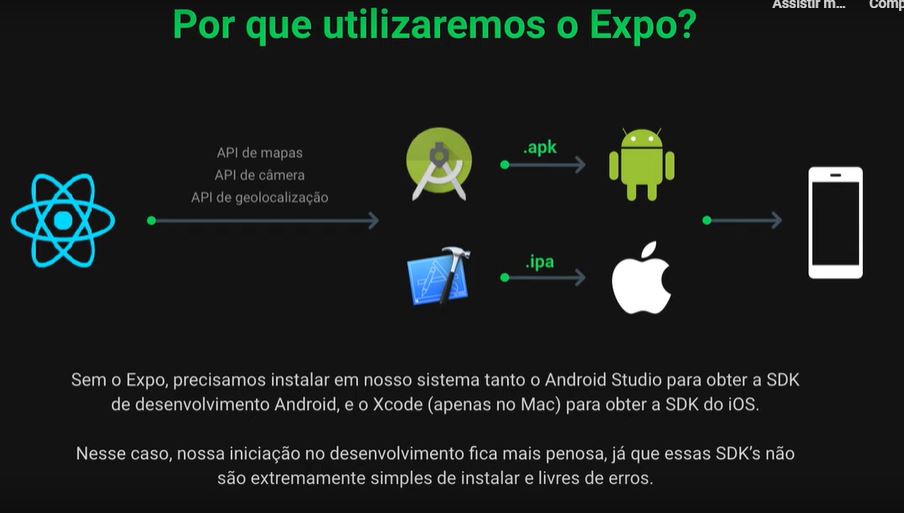 Assistir m...
Por que utilizaremos o Expo?
API de mapas
API de câmera
API de geolocalização
.apk
.ipa
Sem o Expo, precisamos instalar em nosso sistema tanto o Android Studio para obter a SDK
de desenvolvimento Android, e o Xcode (apenas no Mac) para obter a SDK do iOS.
Nesse caso, nossa iniciação no desenvolvimento fica mais penosa, já que essas SDK's não
são extremamente simples de instalar e livres de erros.